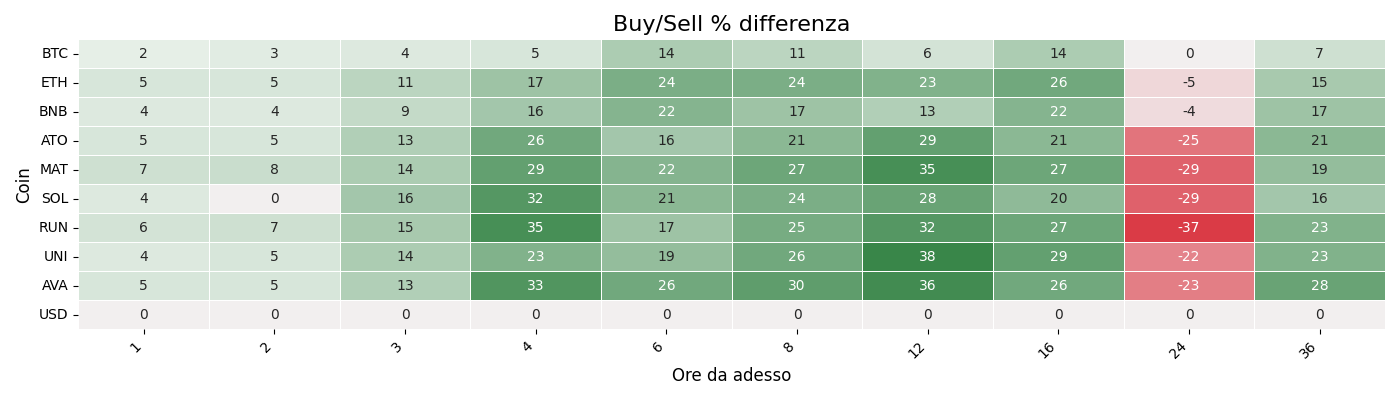 Buy/Sell % differenza
Coin
BTC 2 3 4 5 14 11 6 14 0 7
ETH 5 5 11 17 24 24 23 26 -5 15
BNB 4 4 9 16 22 17 13 22 -4 17
ATO 5 5 13 26 16 21 29 21 -25 21
MAT 7 8 14 29 22 27 35 27 -29 19
SOL 4 0 16 32 21 24 28 20 -29 16
RUN 6 7 15 35 17 25 32 27 -37 23
UNI 4 5 14 23 19 26 38 29 -22 23
AVA 5 5 13 33 26 30 36 26 -23 28
USD 0 0 0 0 0 0 0 0 0 0
1 2 3 4 6 8 12 16 24 36
Ore da adesso